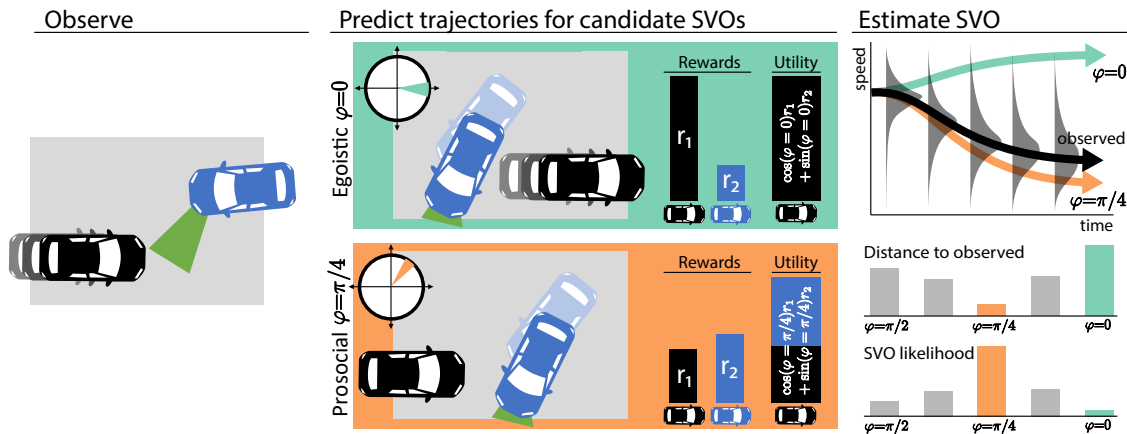 Observe
Predict trajectories for candidate SVOs
Estimate SVO
Egoistic φ=0
Rewards
Utility
r₁
r₂
cos(φ = 0)r₁
+ sin(φ = 0)r₂
Prosocial φ=π/4
Rewards
Utility
r₁
r₂
cos(φ = π/4)r₁
+ sin(φ = π/4)r₂
speed
φ=0
observed
φ=π/4
time
Distance to observed
φ=π/2
φ=π/4
φ=0
SVO likelihood
φ=π/2
φ=π/4
φ=0